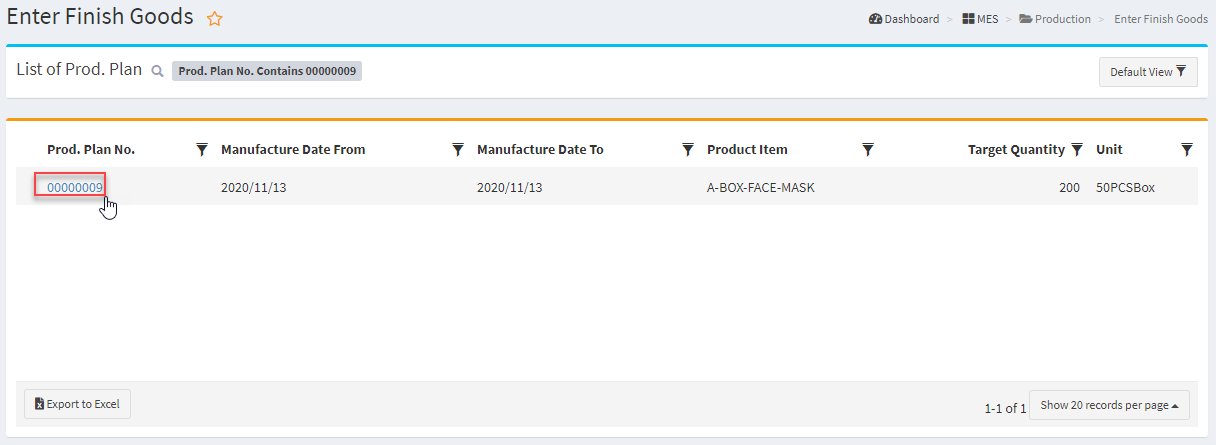 Enter Finish Goods
Dashboard > MES > Production > Enter Finish Goods
List of Prod. Plan Prod. Plan No. Contains 00000009
Default View
Prod. Plan No. Manufacture Date From Manufacture Date To Product Item Target Quantity Unit
00000009 2020/11/13 2020/11/13 A-BOX-FACE-MASK 200 50PCSBox
Export to Excel
1-1 of 1 Show 20 records per page